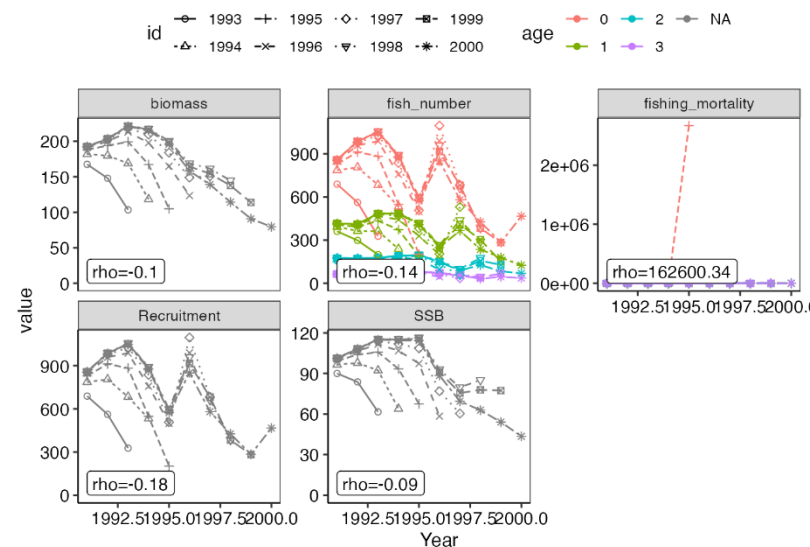 id 1993 1995 1997 1999 age 0 2 NA
1994 1996 1998 2000 1 3
biomass fish_number fishing_mortality
200
150
100
50
0
rho=-0.1
900
600
300
0
rho=-0.14
2e+06
1e+06
0e+00
rho=162600.34
1992.5 1995.0 1997.5 2000.0
Recruitment SSB
value
900
600
300
0
rho=-0.18
120
90
60
30
0
rho=-0.09
1992.5 1995.0 1997.5 2000.0 1992.5 1995.0 1997.5 2000.0
Year